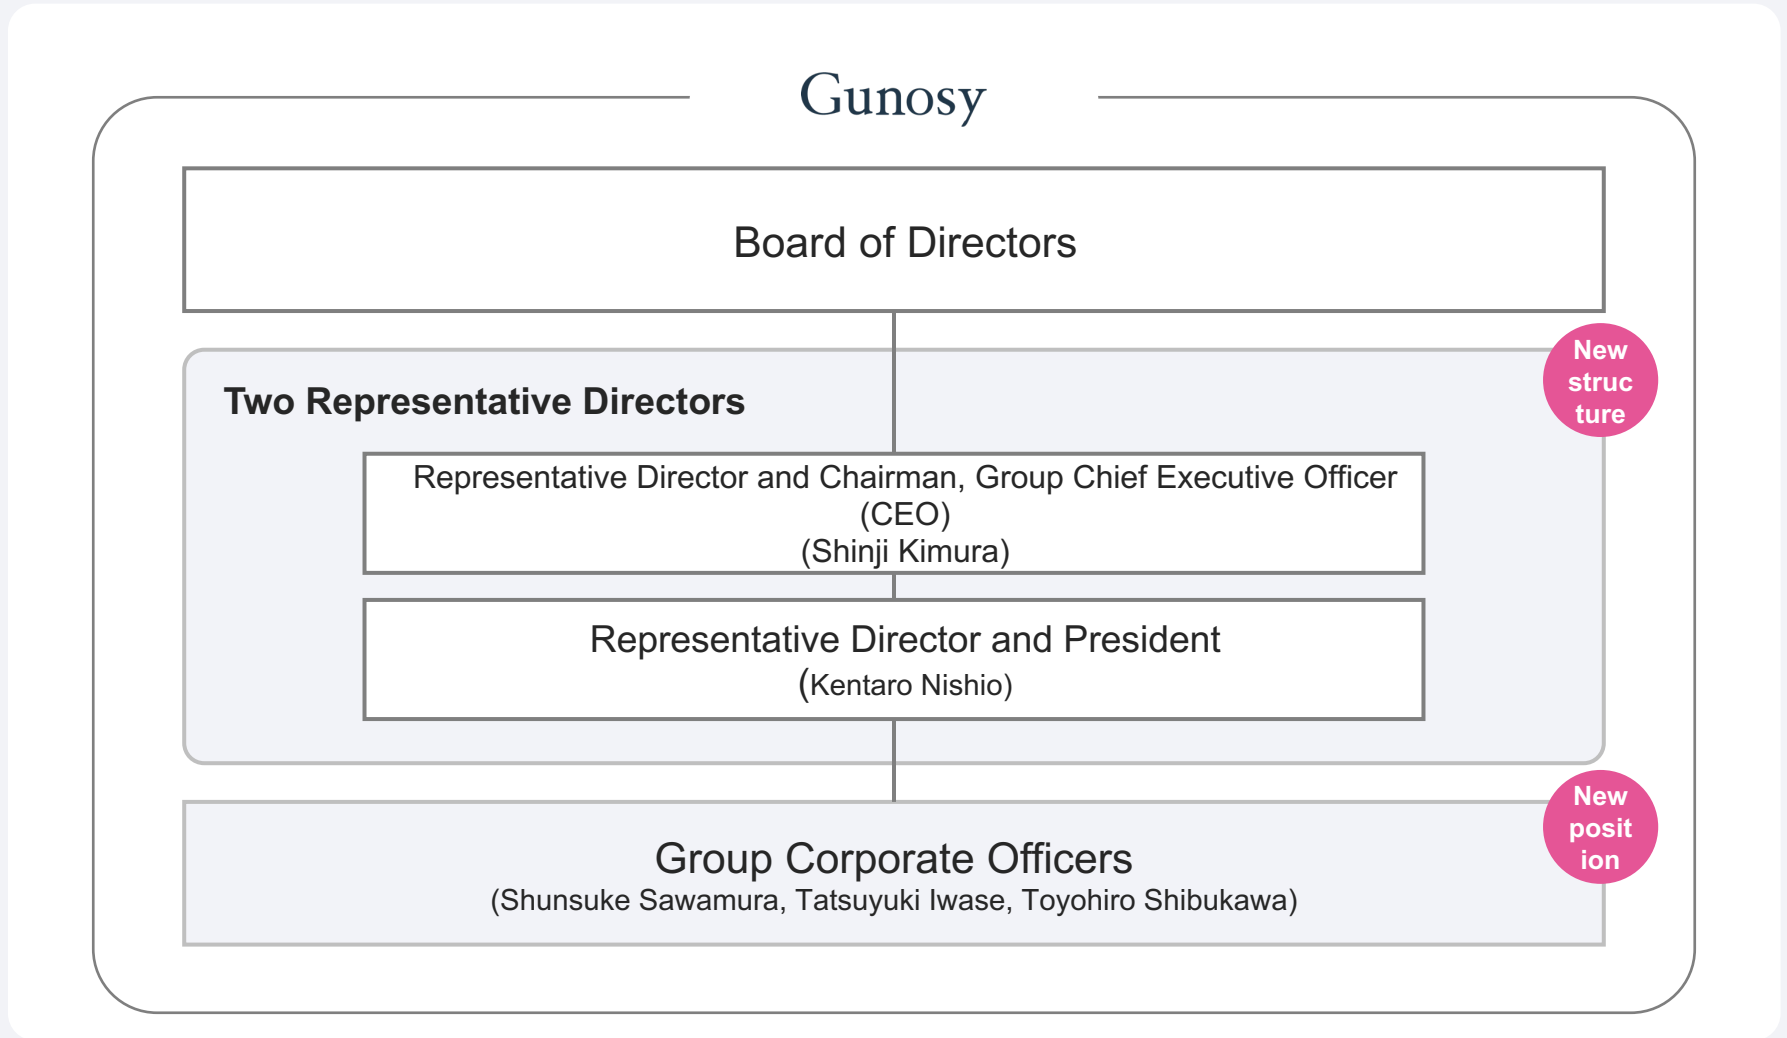 Gunosy
Board of Directors
New
struc
ture
Two Representative Directors
Representative Director and Chairman, Group Chief Executive Officer
(CEO)
(Shinji Kimura)
Representative Director and President
(Kentaro Nishio)
New
posit
ion
Group Corporate Officers
(Shunsuke Sawamura, Tatsuyuki Iwase, Toyohiro Shibukawa)